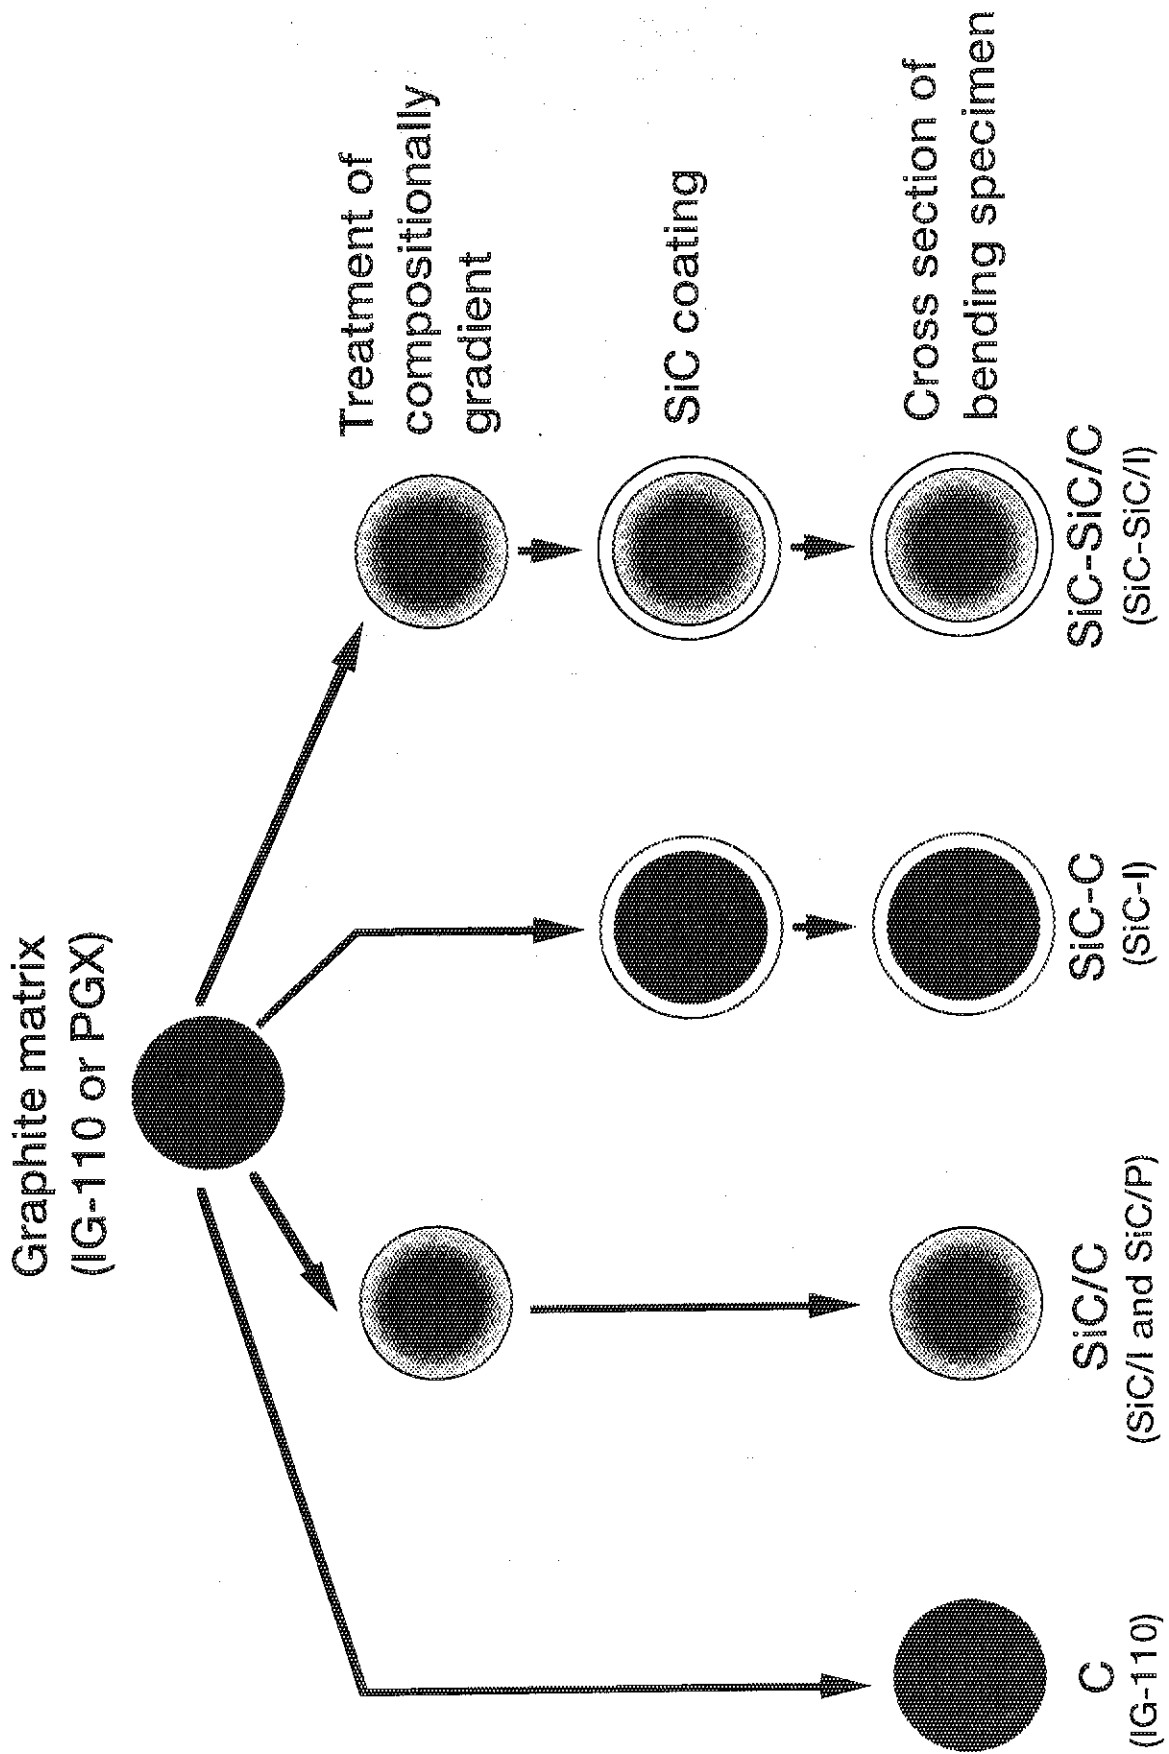 Graphite matrix
(IG-110 or PGX)
Treatment of
compositionally
gradient
SiC coating
Cross section of
bending specimen
C
(IG-110)
SiC/C
(SiC/I and SiC/P)
SiC-C
(SiC-I)
SiC-SiC/C
(SiC-SiC/I)